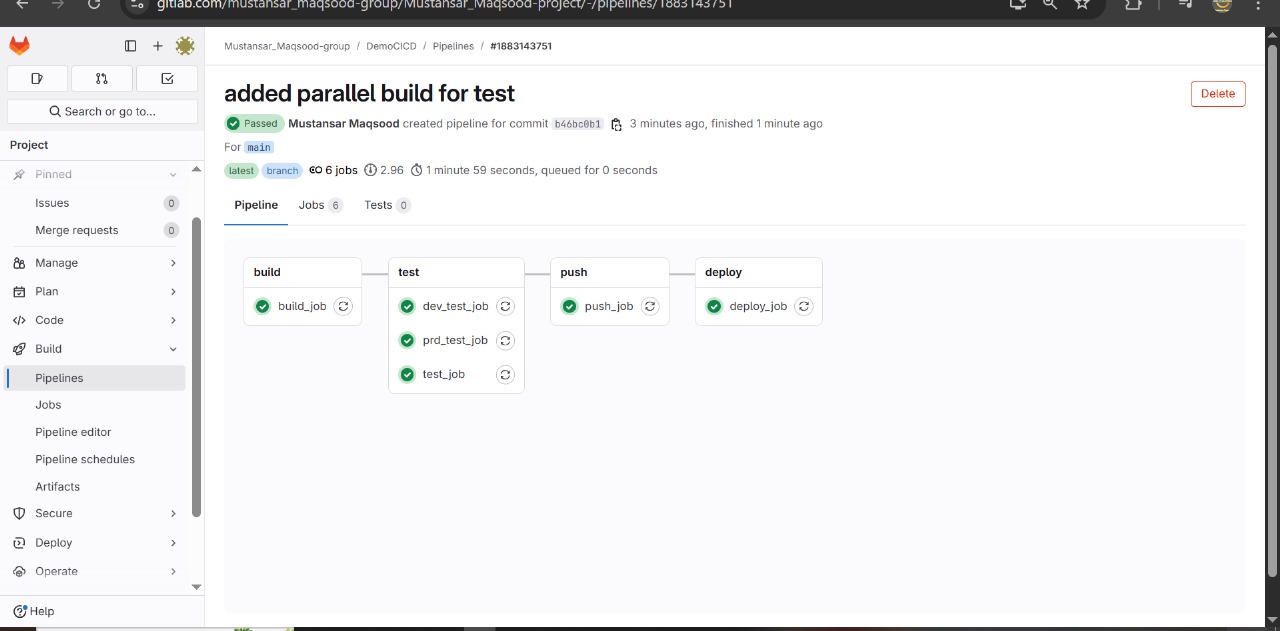 gitlab.com/mustansar_maqsood-group/Mustansar_Maqsood-project/-/pipelines/1883143751
Mustansar_Maqsood-group / DemoCICD / Pipelines / #1883143751
added parallel build for test
Delete
Passed Mustansar Maqsood created pipeline for commit b46bc0b1 3 minutes ago, finished 1 minute ago
For main
latest branch 6 jobs 2.96 1 minute 59 seconds, queued for 0 seconds
Pipeline Jobs 6 Tests 0
build
build_job
test
dev_test_job
prd_test_job
test_job
push
push_job
deploy
deploy_job
Search or go to...
Project
Pinned
Issues 0
Merge requests 0
Manage
Plan
Code
Build
Pipelines
Jobs
Pipeline editor
Pipeline schedules
Artifacts
Secure
Deploy
Operate
Help